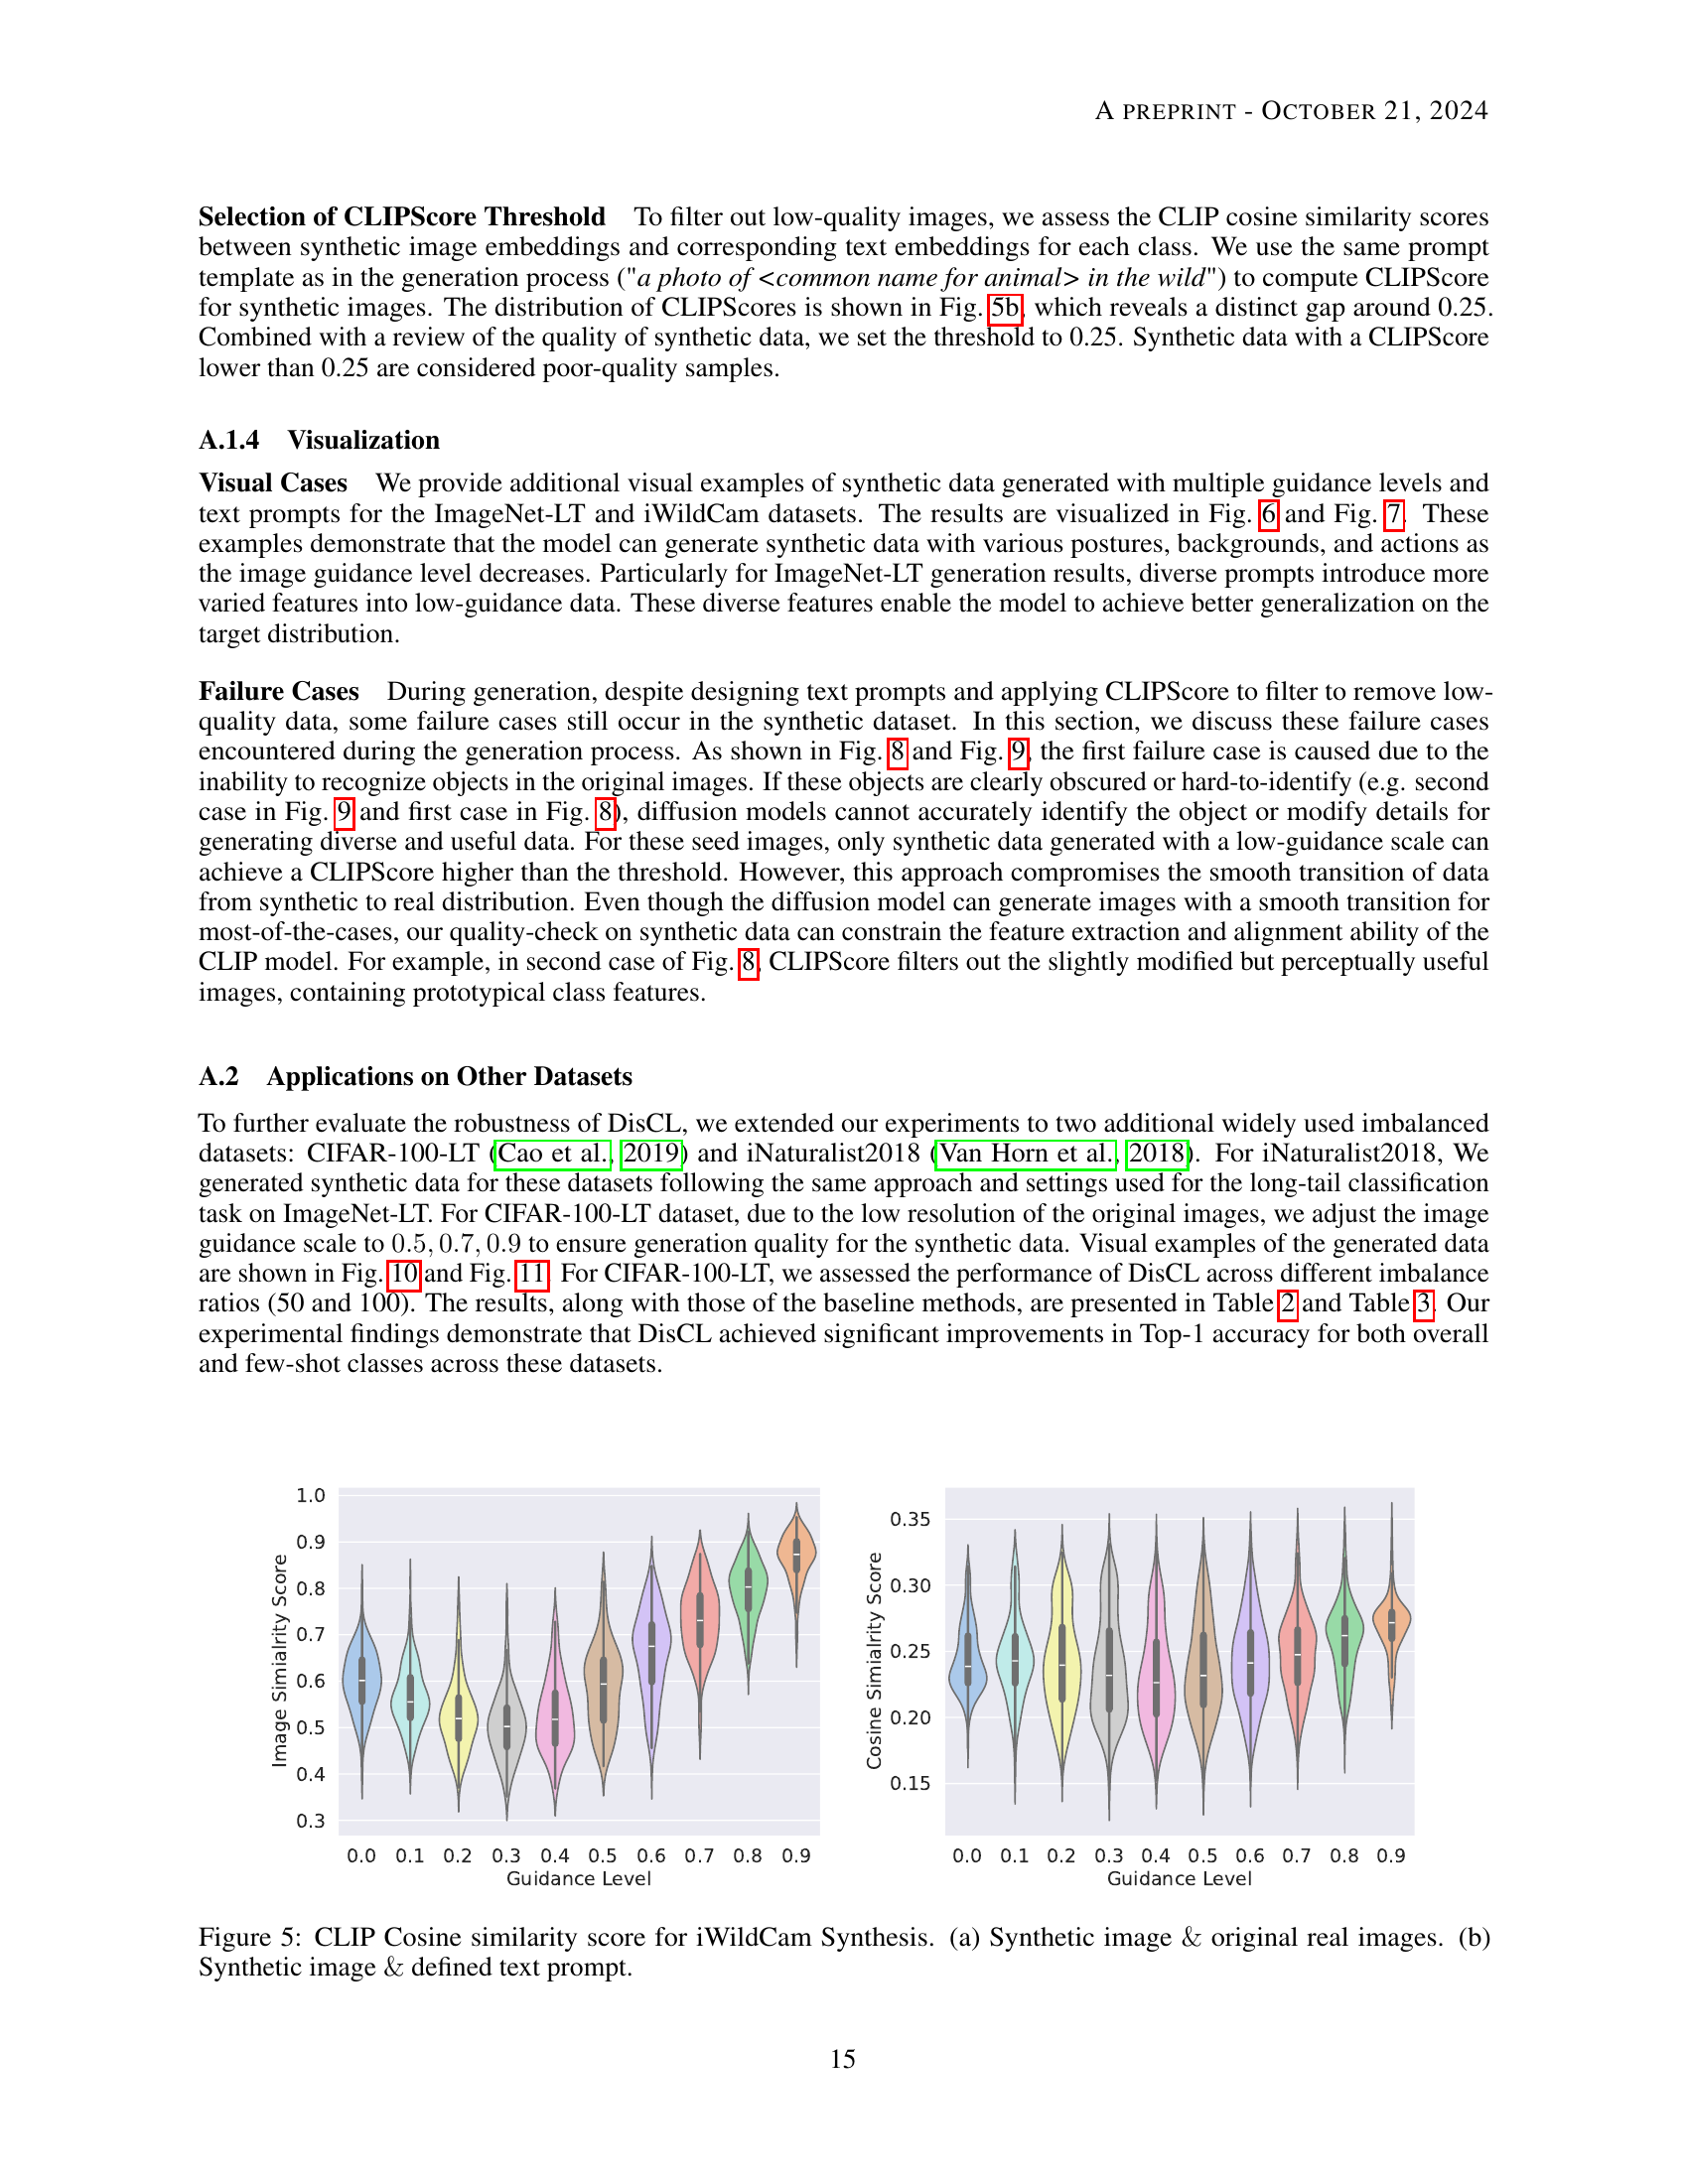 A PREPRINT - OCTOBER 21, 2024
Selection of CLIPScore Threshold To filter out low-quality images, we assess the CLIP cosine similarity scores
between synthetic image embeddings and corresponding text embeddings for each class. We use the same prompt
template as in the generation process ("a photo of <common name for animal> in the wild") to compute CLIPScore
for synthetic images. The distribution of CLIPScores is shown in Fig. 5b, which reveals a distinct gap around 0.25.
Combined with a review of the quality of synthetic data, we set the threshold to 0.25. Synthetic data with a CLIPScore
lower than 0.25 are considered poor-quality samples.
A.1.4 Visualization
Visual Cases We provide additional visual examples of synthetic data generated with multiple guidance levels and
text prompts for the ImageNet-LT and iWildCam datasets. The results are visualized in Fig. 6 and Fig. 7. These
examples demonstrate that the model can generate synthetic data with various postures, backgrounds, and actions as
the image guidance level decreases. Particularly for ImageNet-LT generation results, diverse prompts introduce more
varied features into low-guidance data. These diverse features enable the model to achieve better generalization on the
target distribution.
Failure Cases During generation, despite designing text prompts and applying CLIPScore to filter to remove low-
quality data, some failure cases still occur in the synthetic dataset. In this section, we discuss these failure cases
encountered during the generation process. As shown in Fig. 8 and Fig. 9, the first failure case is caused due to the
inability to recognize objects in the original images. If these objects are clearly obscured or hard-to-identify (e.g. second
case in Fig. 9 and first case in Fig. 8), diffusion models cannot accurately identify the object or modify details for
generating diverse and useful data. For these seed images, only synthetic data generated with a low-guidance scale can
achieve a CLIPScore higher than the threshold. However, this approach compromises the smooth transition of data
from synthetic to real distribution. Even though the diffusion model can generate images with a smooth transition for
most-of-the-cases, our quality-check on synthetic data can constrain the feature extraction and alignment ability of the
CLIP model. For example, in second case of Fig. 8, CLIPScore filters out the slightly modified but perceptually useful
images, containing prototypical class features.
A.2 Applications on Other Datasets
To further evaluate the robustness of DisCL, we extended our experiments to two additional widely used imbalanced
datasets: CIFAR-100-LT (Cao et al., 2019) and iNaturalist2018 (Van Horn et al., 2018). For iNaturalist2018, We
generated synthetic data for these datasets following the same approach and settings used for the long-tail classification
task on ImageNet-LT. For CIFAR-100-LT dataset, due to the low resolution of the original images, we adjust the image
guidance scale to 0.5, 0.7, 0.9 to ensure generation quality for the synthetic data. Visual examples of the generated data
are shown in Fig. 10 and Fig. 11. For CIFAR-100-LT, we assessed the performance of DisCL across different imbalance
ratios (50 and 100). The results, along with those of the baseline methods, are presented in Table 2 and Table 3. Our
experimental findings demonstrate that DisCL achieved significant improvements in Top-1 accuracy for both overall
and few-shot classes across these datasets.
Image Simialrity Score
1.0
0.9
0.8
0.7
0.6
0.5
0.4
0.3
0.0 0.1 0.2 0.3 0.4 0.5 0.6 0.7 0.8 0.9
Guidance Level
Cosine Simialrity Score
0.35
0.30
0.25
0.20
0.15
0.0 0.1 0.2 0.3 0.4 0.5 0.6 0.7 0.8 0.9
Guidance Level
Figure 5: CLIP Cosine similarity score for iWildCam Synthesis. (a) Synthetic image & original real images. (b)
Synthetic image & defined text prompt.
15